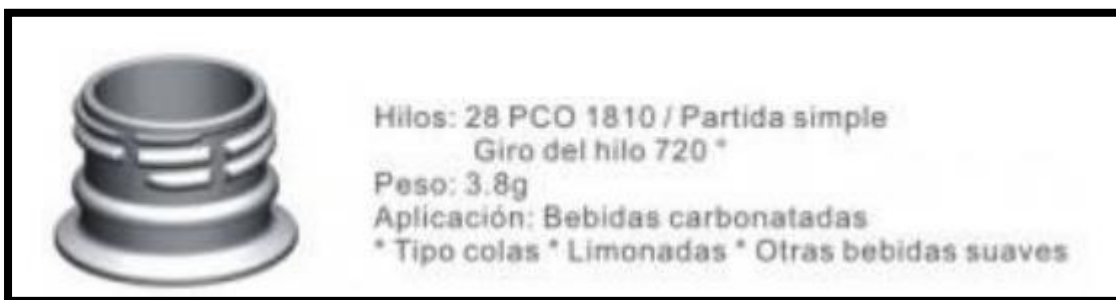 Hilos: 28 PCO 1810 / Partida simple
Giro del hilo 720 °
Peso: 3.8g
Aplicación: Bebidas carbonatadas
* Tipo colas * Limonadas * Otras bebidas suaves